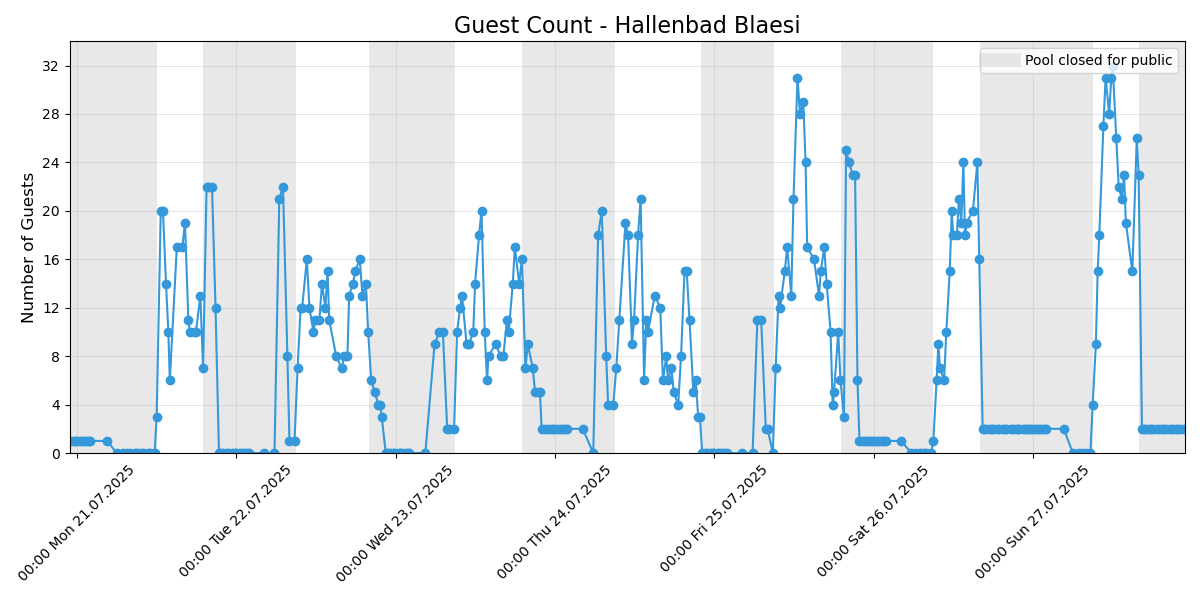 Guest Count - Hallenbad Blaesi
Pool closed for public
Number of Guests
32
28
24
20
16
12
8
4
0
00:00 Mon 21.07.2025
00:00 Tue 22.07.2025
00:00 Wed 23.07.2025
00:00 Thu 24.07.2025
00:00 Fri 25.07.2025
00:00 Sat 26.07.2025
00:00 Sun 27.07.2025